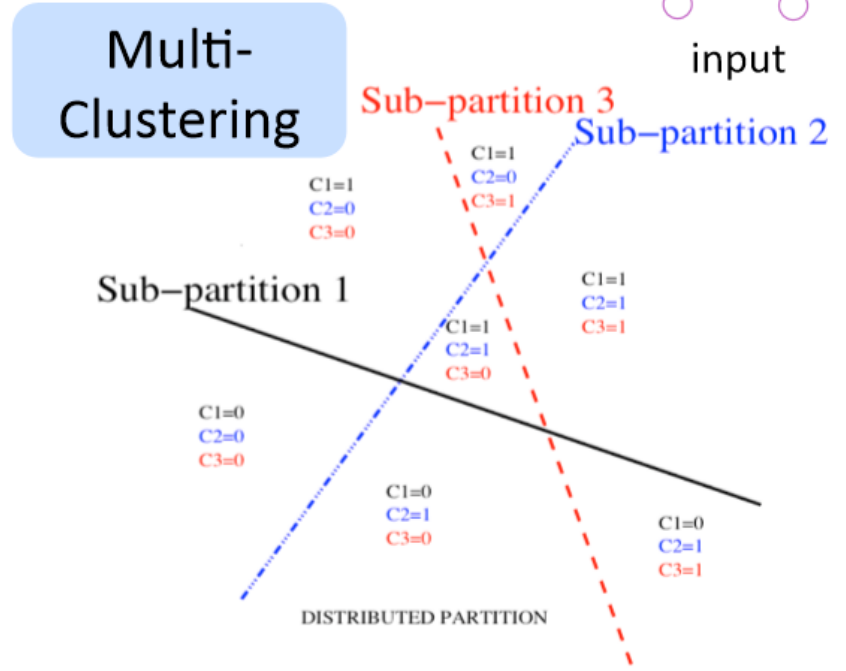 Multi-
Clustering
input
Sub-partition 3
Sub-partition 2
C1=1
C2=0
C3=1
C1=1
C2=0
C3=0
Sub-partition 1
C1=1
C2=1
C3=1
C1=1
C2=1
C3=0
C1=0
C2=0
C3=0
C1=0
C2=1
C3=0
C1=0
C2=1
C3=1
DISTRIBUTED PARTITION